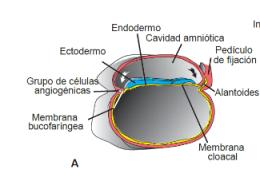 In
Endodermo
Cavidad amniótica
Ectodermo
Pedículo
de fijación
Grupo de células
angiogénicas
Alantoides
Membrana
bucofaríngea
Membrana
cloacal
A